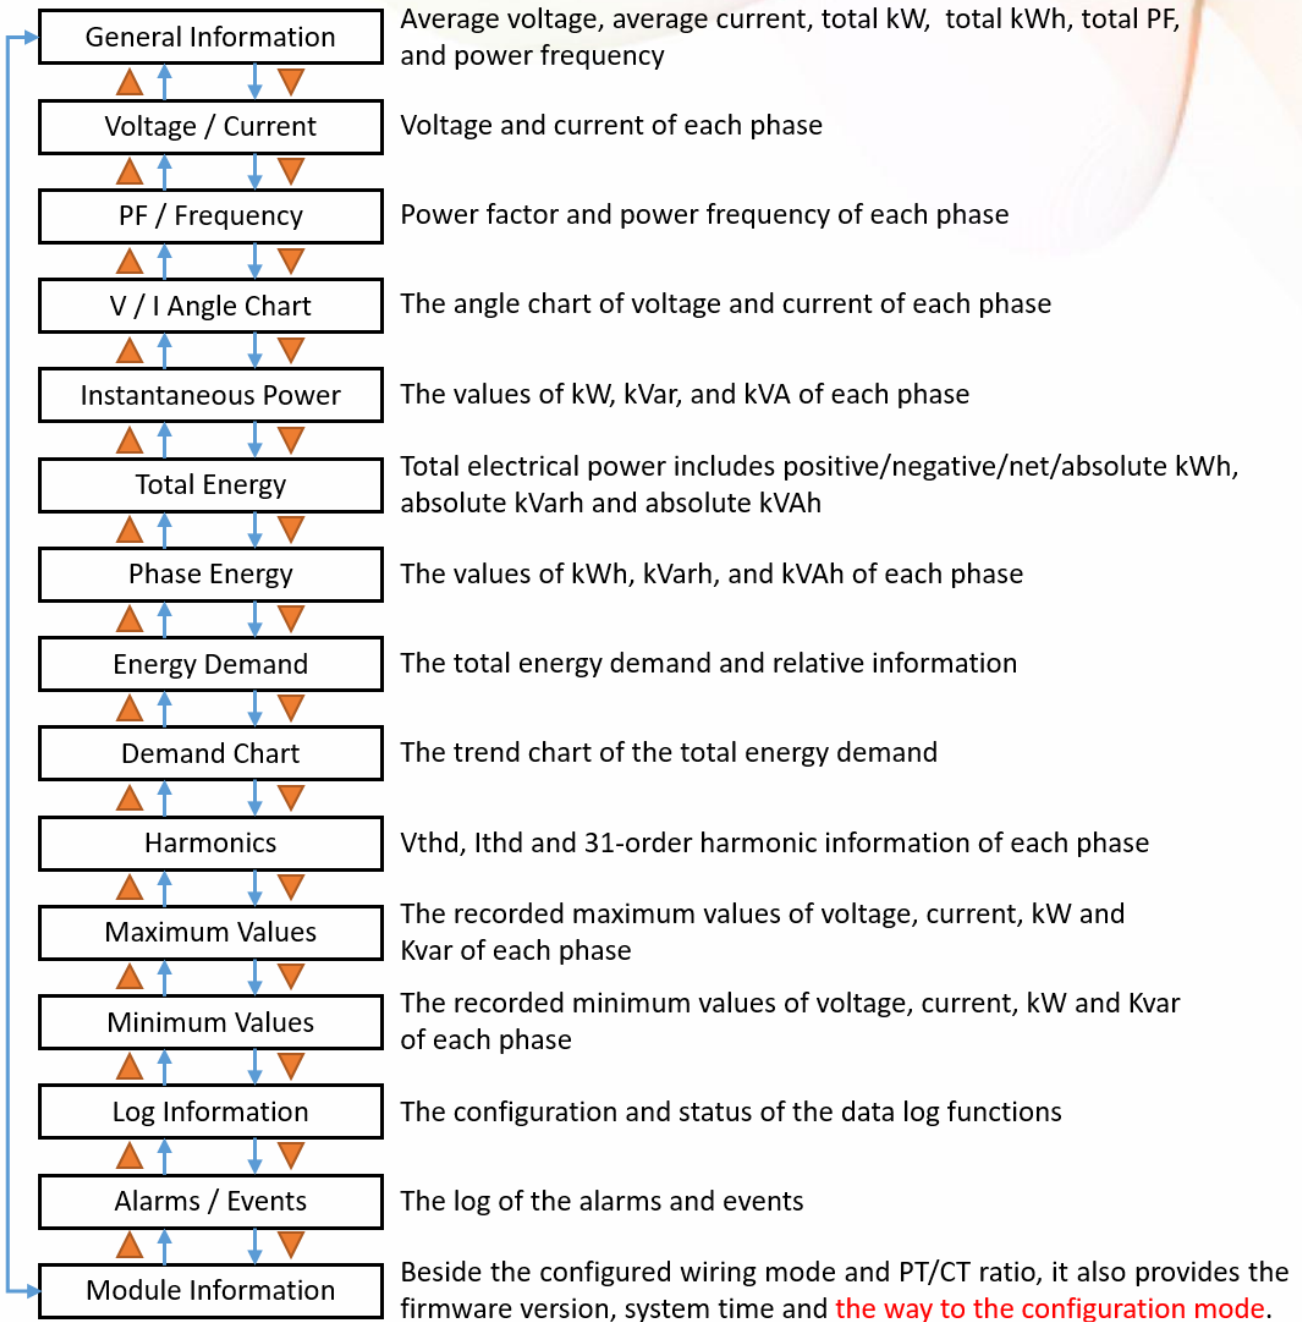 General Information
Average voltage, average current, total kW, total kWh, total PF,
and power frequency
Voltage / Current
Voltage and current of each phase
PF / Frequency
Power factor and power frequency of each phase
V / I Angle Chart
The angle chart of voltage and current of each phase
Instantaneous Power
The values of kW, kVar, and kVA of each phase
Total Energy
Total electrical power includes positive/negative/net/absolute kWh,
absolute kVarh and absolute kVAh
Phase Energy
The values of kWh, kVarh, and kVAh of each phase
Energy Demand
The total energy demand and relative information
Demand Chart
The trend chart of the total energy demand
Harmonics
Vthd, Ithd and 31-order harmonic information of each phase
Maximum Values
The recorded maximum values of voltage, current, kW and
Kvar of each phase
Minimum Values
The recorded minimum values of voltage, current, kW and Kvar
of each phase
Log Information
The configuration and status of the data log functions
Alarms / Events
The log of the alarms and events
Module Information
Beside the configured wiring mode and PT/CT ratio, it also provides the
firmware version, system time and the way to the configuration mode.